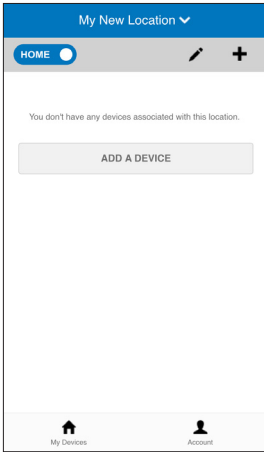 My New Location
HOME
You don't have any devices associated with this location.
ADD A DEVICE
My Devices
Account